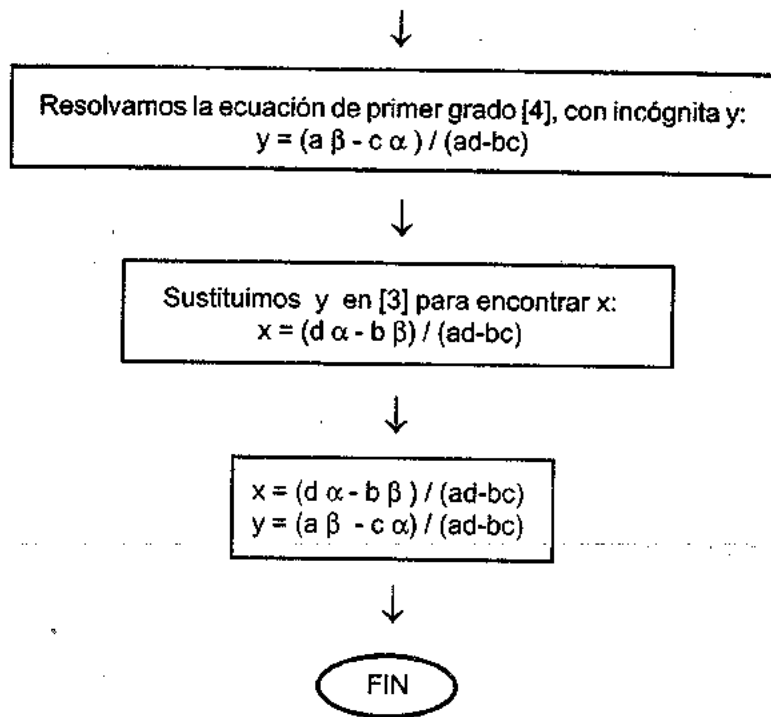 Resolvamos la ecuación de primer grado [4], con incógnita y:
y = (a β - c α ) / (ad-bc)
Sustituimos y en [3] para encontrar x:
x = (d α - b β) / (ad-bc)
x = (d α - b β ) / (ad-bc)
y = (a β - c α) / (ad-bc)
FIN